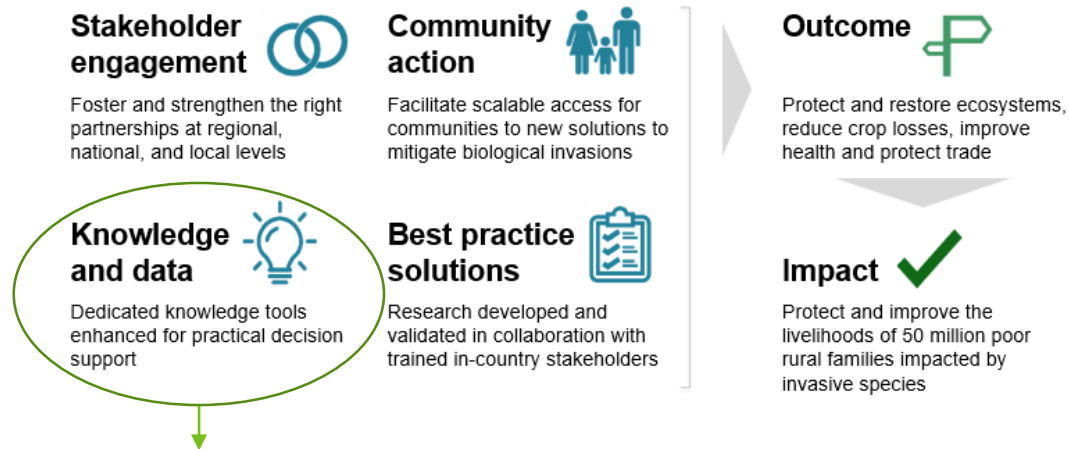 Stakeholder
engagement
Foster and strengthen the right
partnerships at regional,
national, and local levels
Community
action
Facilitate scalable access for
communities to new solutions to
mitigate biological invasions
Knowledge
and data
Dedicated knowledge tools
enhanced for practical decision
support
Best practice
solutions
Research developed and
validated in collaboration with
trained in-country stakeholders
Outcome
Protect and restore ecosystems,
reduce crop losses, improve
health and protect trade
Impact
Protect and improve the
livelihoods of 50 million poor
rural families impacted by
invasive species